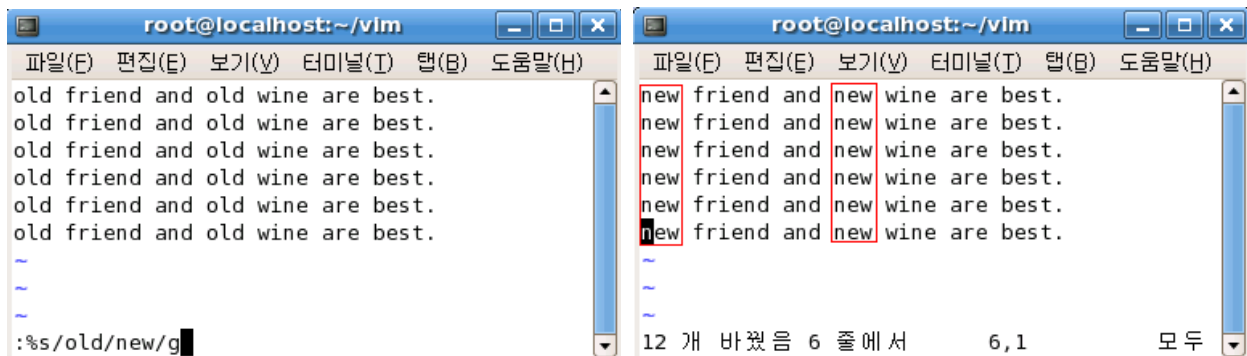 root@localhost:~/vim
파일(F) 편집(E) 보기(V) 터미널(T) 탭(B) 도움말(H)
old friend and old wine are best.
old friend and old wine are best.
old friend and old wine are best.
old friend and old wine are best.
old friend and old wine are best.
old friend and old wine are best.
~
~
~
:%s/old/new/g
root@localhost:~/vim
파일(F) 편집(E) 보기(V) 터미널(T) 탭(B) 도움말(H)
new friend and new wine are best.
new friend and new wine are best.
new friend and new wine are best.
new friend and new wine are best.
new friend and new wine are best.
new friend and new wine are best.
~
~
~
12 개 바꿨음 6 줄에서 6,1 모두